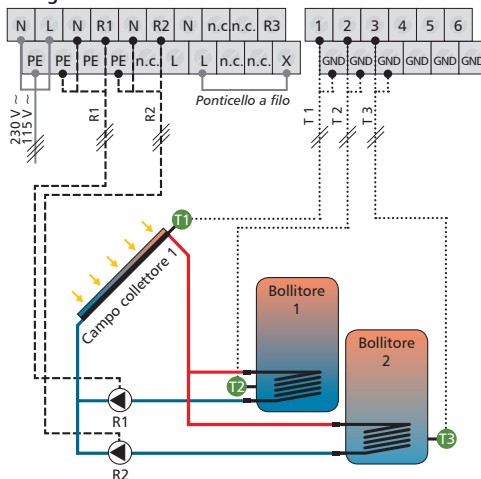 N L N R1 N R2 N n.c. n.c. R3
1 2 3 4 5 6
PE PE PE PE n.c. L L n.c. n.c. X
GND GND GND GND GND GND
230 V ~
115 V ~
R1
R2
Ponticello a filo
T 1
T 2
T 3
T1
Campo collettore 1
Bollitore
1
Bollitore
2
T2
T3
R1
R2